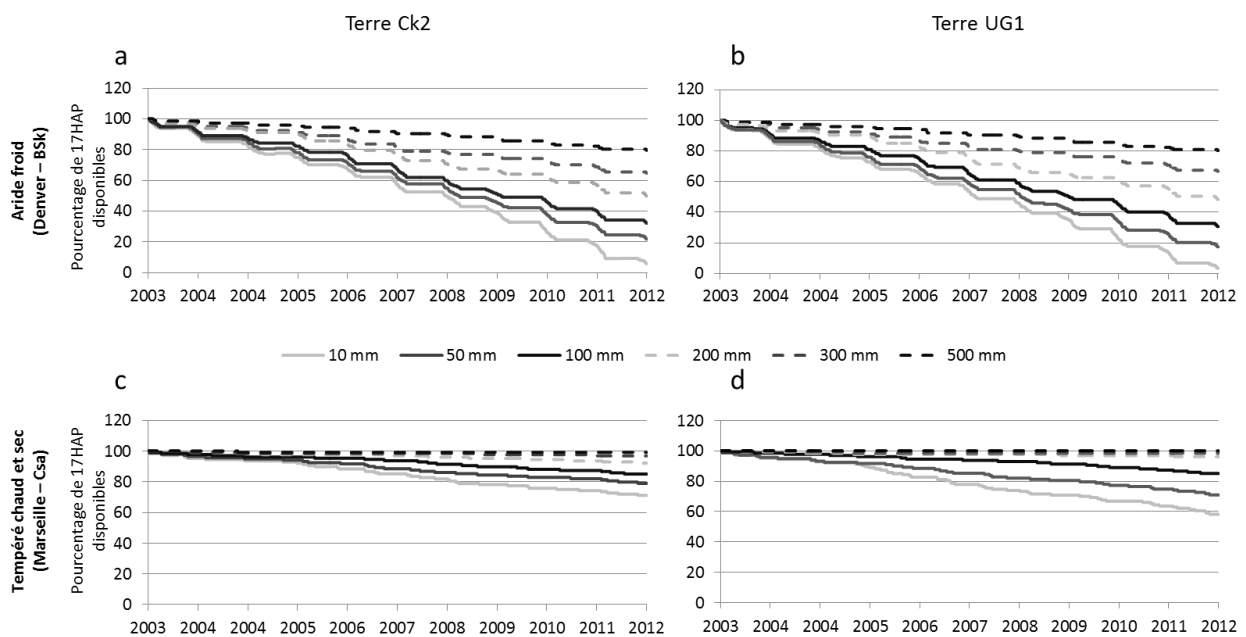 Terre Ck2
Terre UG1
a
b
Aride froid
(Denver – BSk)
Pourcentage de 17HAP
disponibles
120
100
80
60
40
20
0
2003 2004 2004 2005 2006 2007 2008 2009 2010 2011 2012
120
100
80
60
40
20
0
2003 2004 2004 2005 2006 2007 2008 2009 2010 2011 2012
10 mm 50 mm 100 mm 200 mm 300 mm 500 mm
c
d
Tempéré chaud et sec
(Marseille – Csa)
Pourcentage de 17HAP
disponibles
120
100
80
60
40
20
0
2003 2004 2004 2005 2006 2007 2008 2009 2010 2011 2012
120
100
80
60
40
20
0
2003 2004 2004 2005 2006 2007 2008 2009 2010 2011 2012